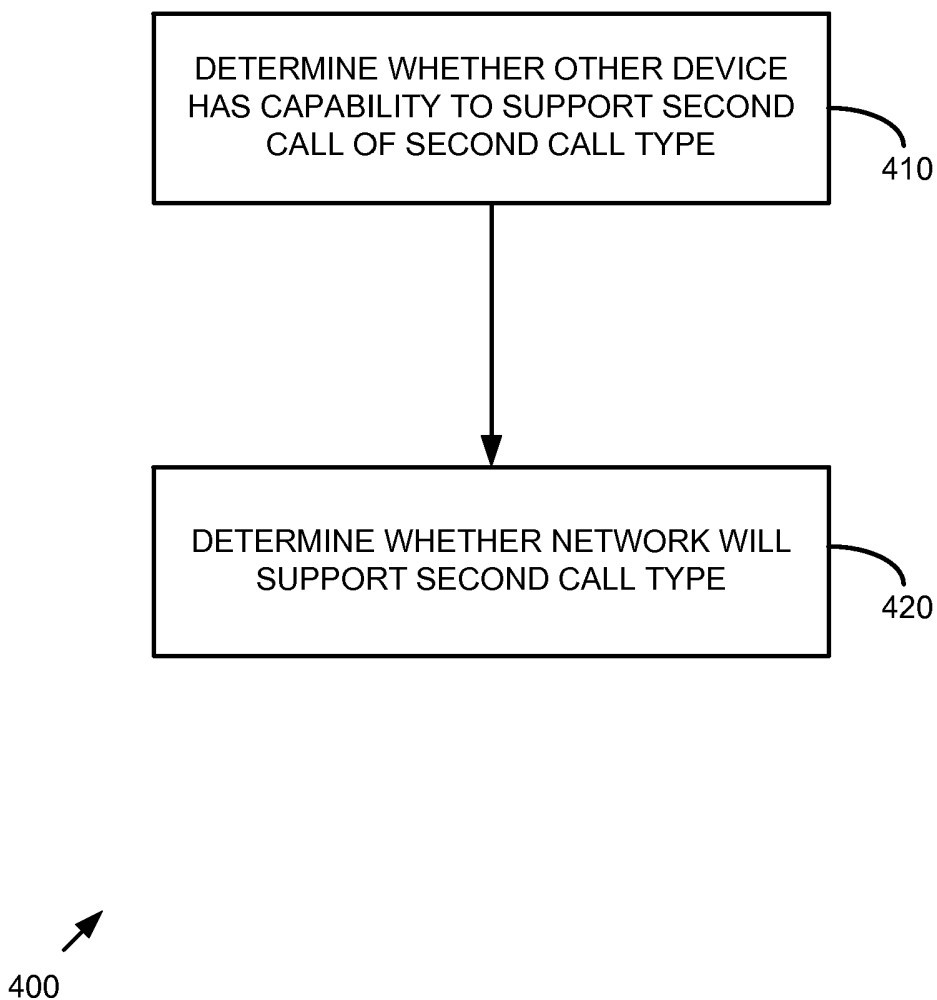 DETERMINE WHETHER OTHER DEVICE
HAS CAPABILITY TO SUPPORT SECOND
CALL OF SECOND CALL TYPE
410
DETERMINE WHETHER NETWORK WILL
SUPPORT SECOND CALL TYPE
420
400